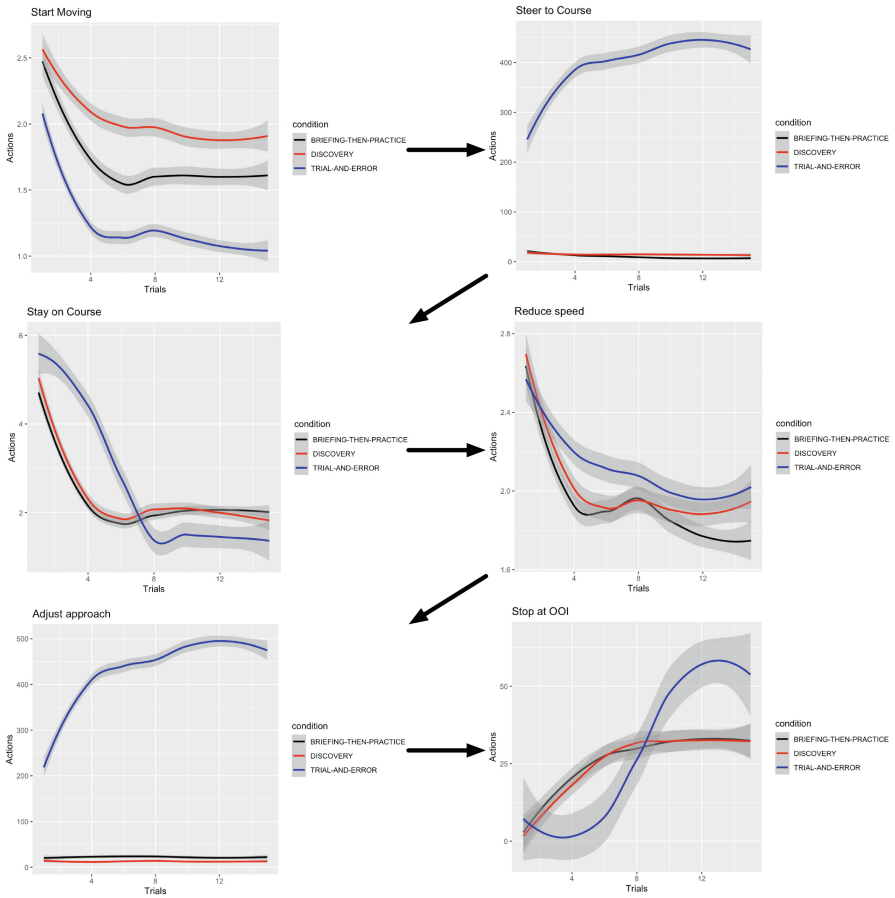 Start Moving
2.5
2.0
1.5
1.0
Actions
4 8 12
Trials
condition
BRIEFING-THEN-PRACTICE
DISCOVERY
TRIAL-AND-ERROR
Steer to Course
400
300
200
100
0
Actions
4 8 12
Trials
condition
BRIEFING-THEN-PRACTICE
DISCOVERY
TRIAL-AND-ERROR
Stay on Course
6
4
2
Actions
4 8 12
Trials
condition
BRIEFING-THEN-PRACTICE
DISCOVERY
TRIAL-AND-ERROR
Reduce speed
2.8
2.4
2.0
1.6
Actions
4 8 12
Trials
condition
BRIEFING-THEN-PRACTICE
DISCOVERY
TRIAL-AND-ERROR
Adjust approach
500
400
300
200
100
0
Actions
4 8 12
Trials
condition
BRIEFING-THEN-PRACTICE
DISCOVERY
TRIAL-AND-ERROR
Stop at OOI
50
25
0
Actions
4 8 12
Trials
condition
BRIEFING-THEN-PRACTICE
DISCOVERY
TRIAL-AND-ERROR